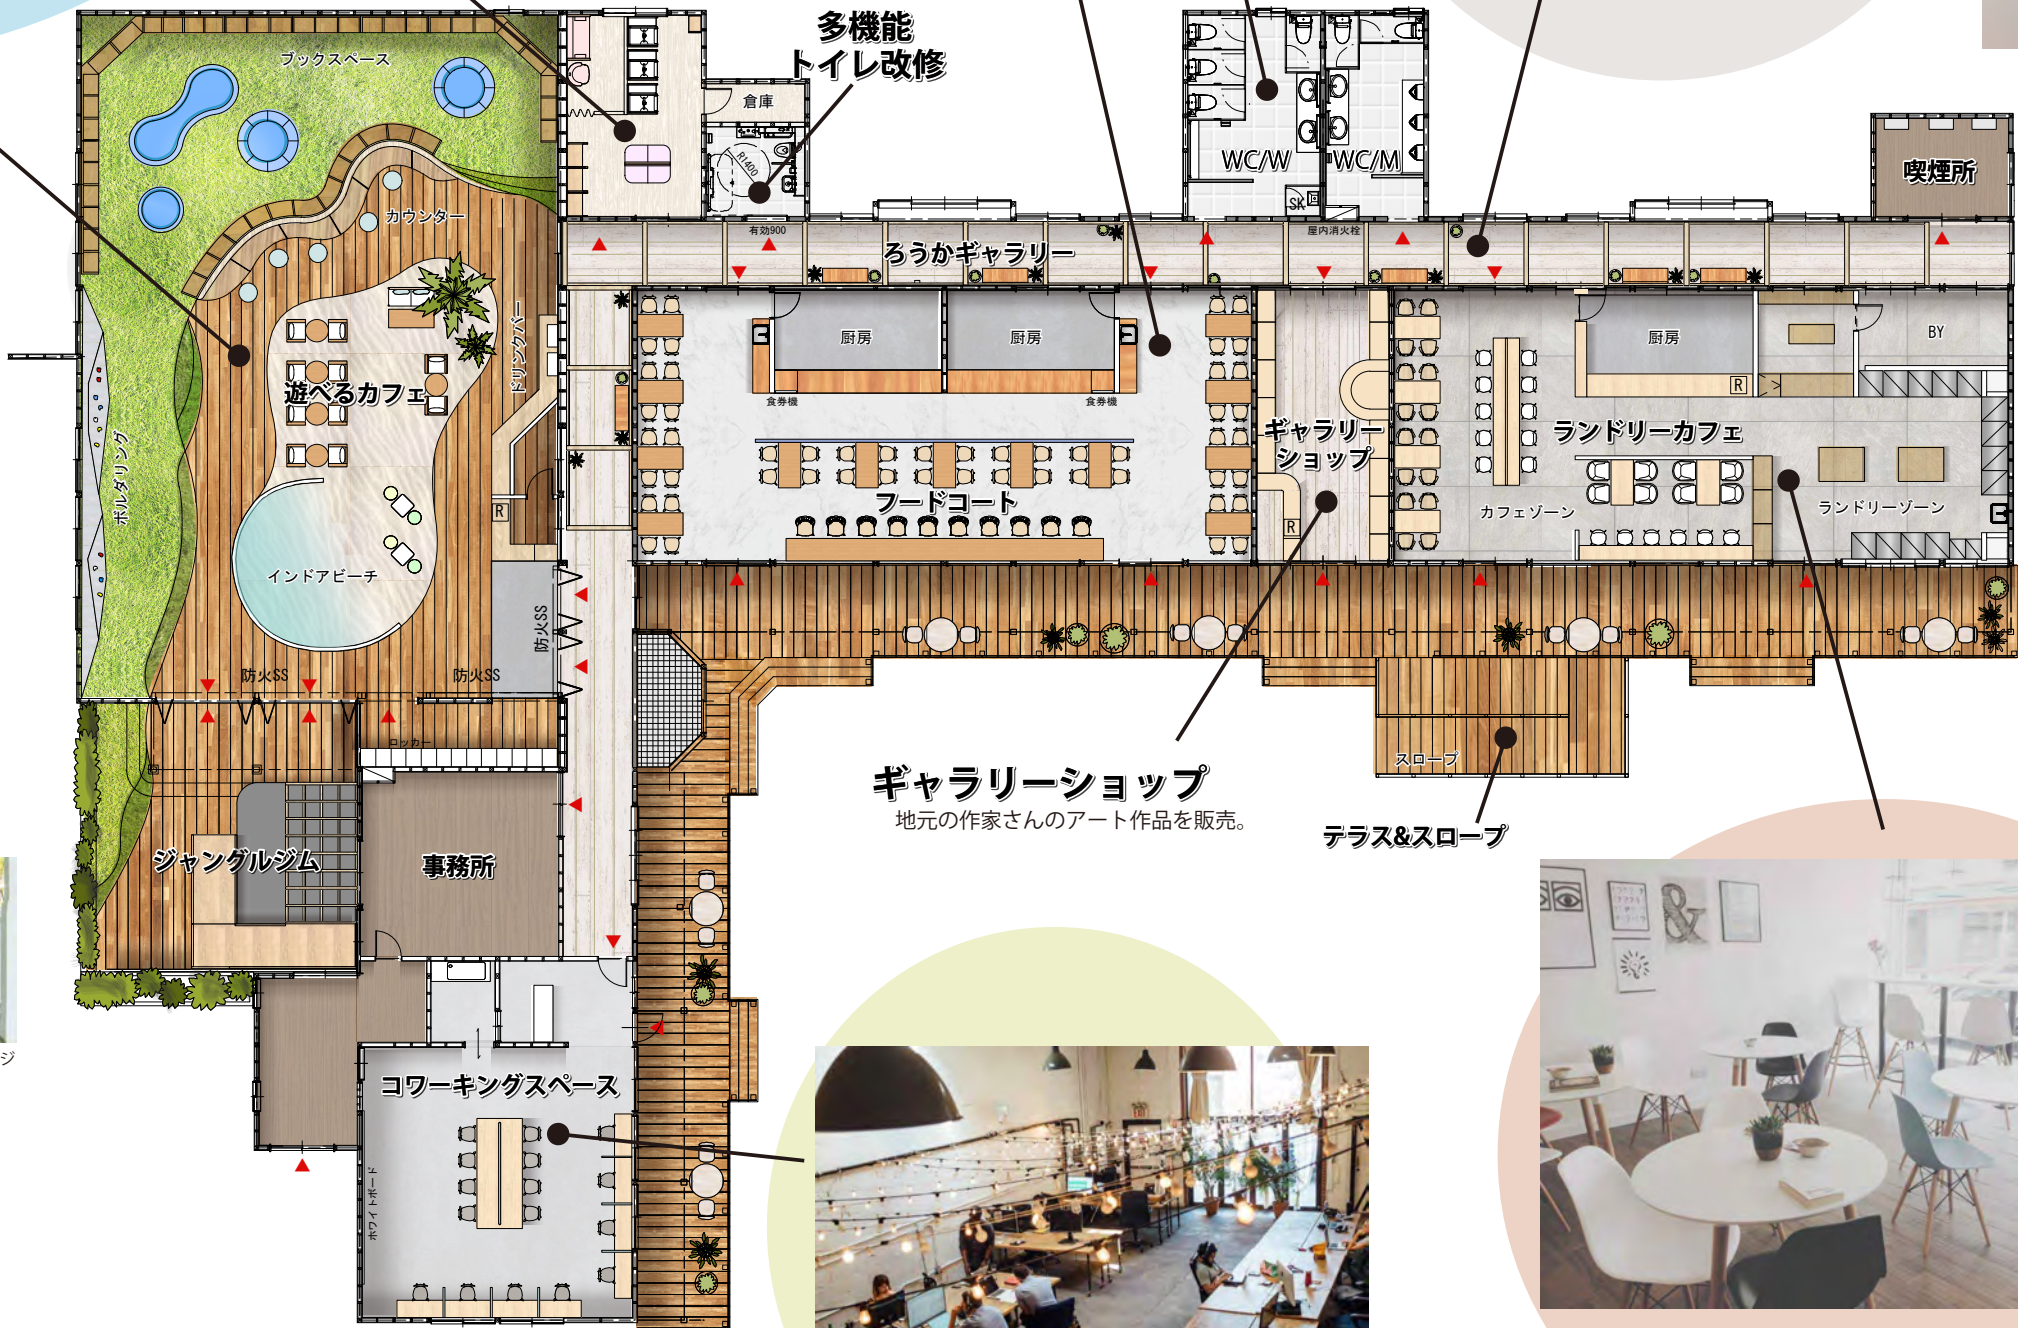 多機能
トイレ改修
ブックスペース
倉庫
R1400
WC/W
WC/M
SK
喫煙所
カウンター
有効900
屋内消火栓
ろうかギャラリー
ドリンクバー
厨房
厨房
厨房
BY
食券機
食券機
R
遊べるカフェ
ギャラリー
ショップ
ランドリーカフェ
ボルダリング
フードコート
カフェゾーン
ランドリーゾーン
R
R
インドアビーチ
防火SS
防火SS
防火SS
ロッカー
スロープ
ギャラリーショップ
地元の作家さんのアート作品を販売。
テラス&スロープ
ジャングルジム
事務所
ジ
コワーキングスペース
ホワイトボード
&
EXIT